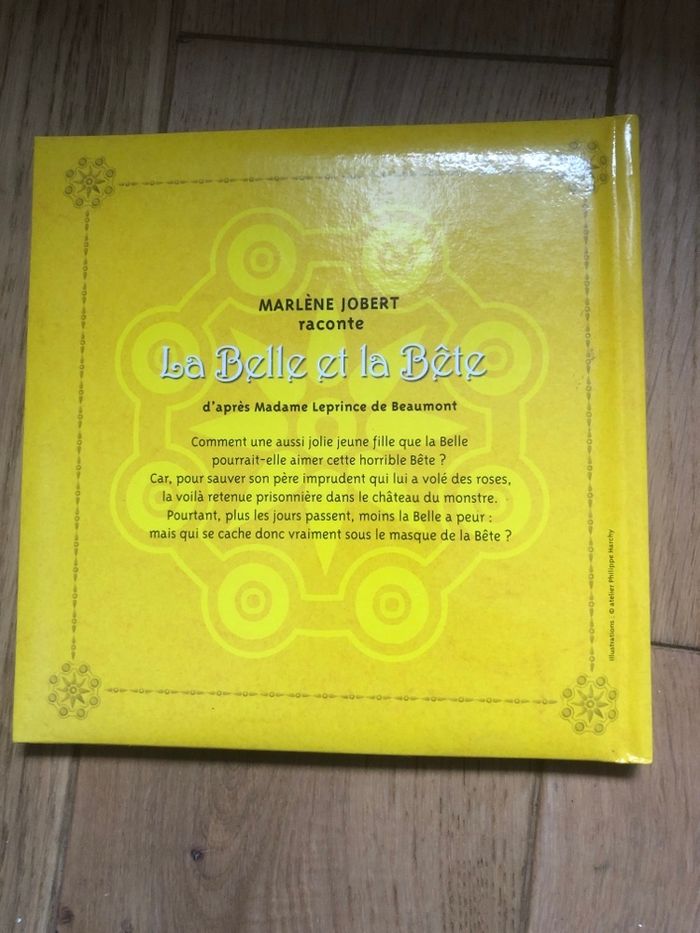 MARLÈNE JOBERT
raconte
La Belle et la Bête
d'après Madame Leprince de Beaumont
Comment une aussi jolie jeune fille que la Belle
pourrait-elle aimer cette horrible Bête ?
Car, pour sauver son père imprudent qui lui a volé des roses,
la voilà retenue prisonnière dans le château du monstre.
Pourtant, plus les jours passent, moins la Belle a peur :
mais qui se cache donc vraiment sous le masque de la Bête ?
Illustrations : © atelier Philippe Harchy